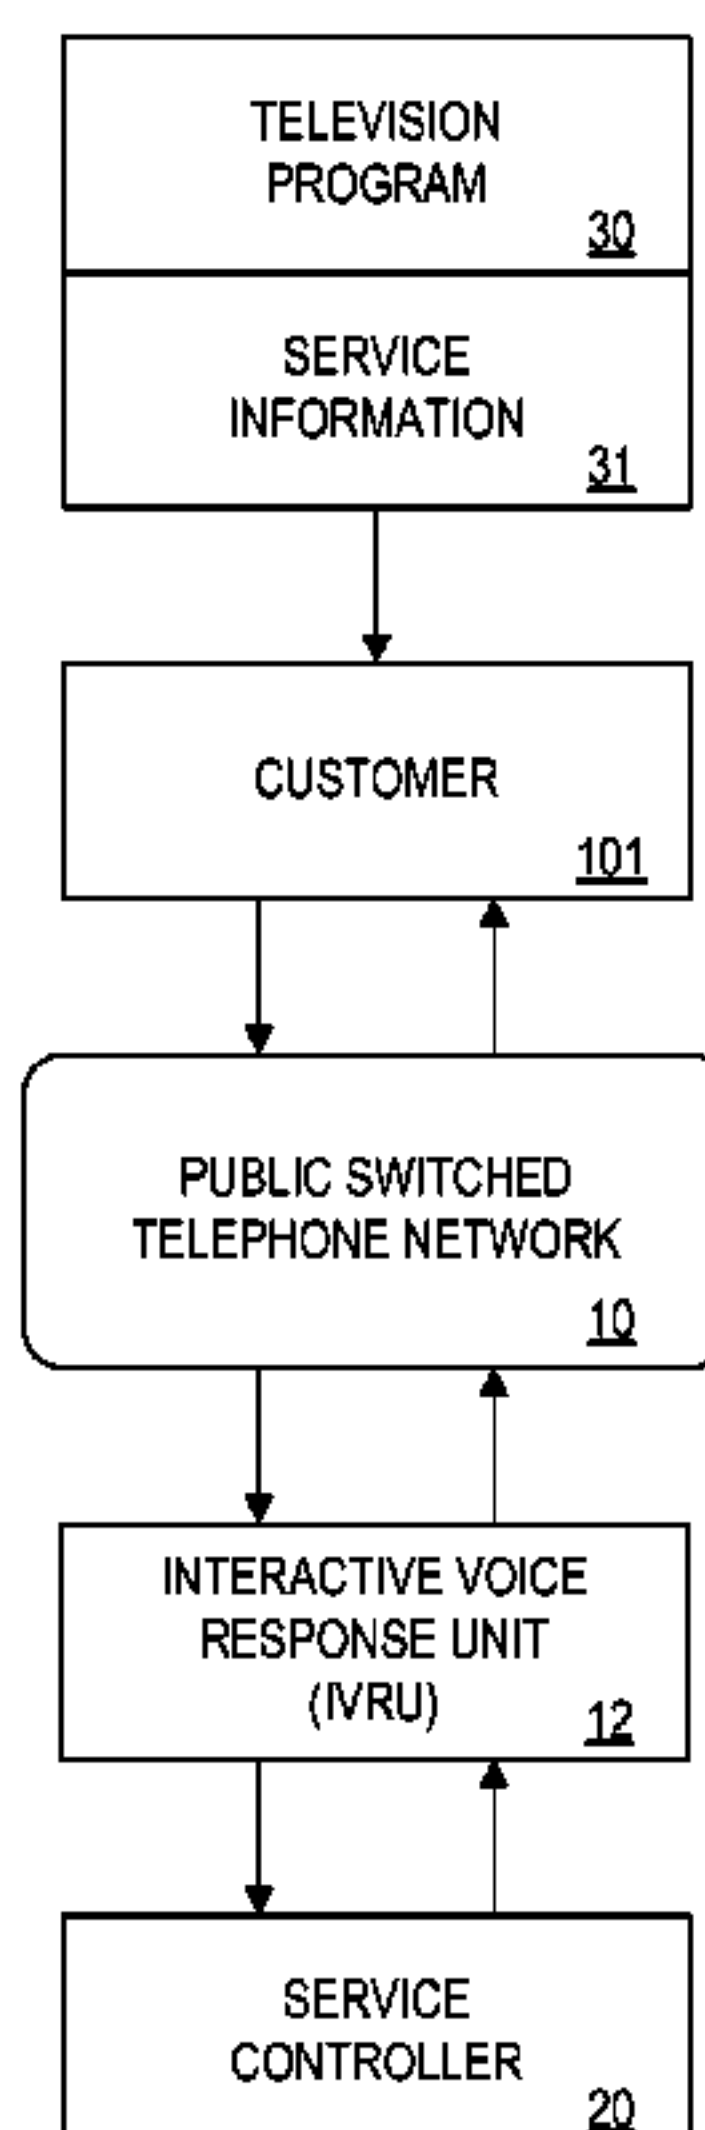 TELEVISION
PROGRAM
30
SERVICE
INFORMATION
31
CUSTOMER
101
PUBLIC SWITCHED
TELEPHONE NETWORK
10
INTERACTIVE VOICE
RESPONSE UNIT
(IVRU)
12
SERVICE
CONTROLLER
20